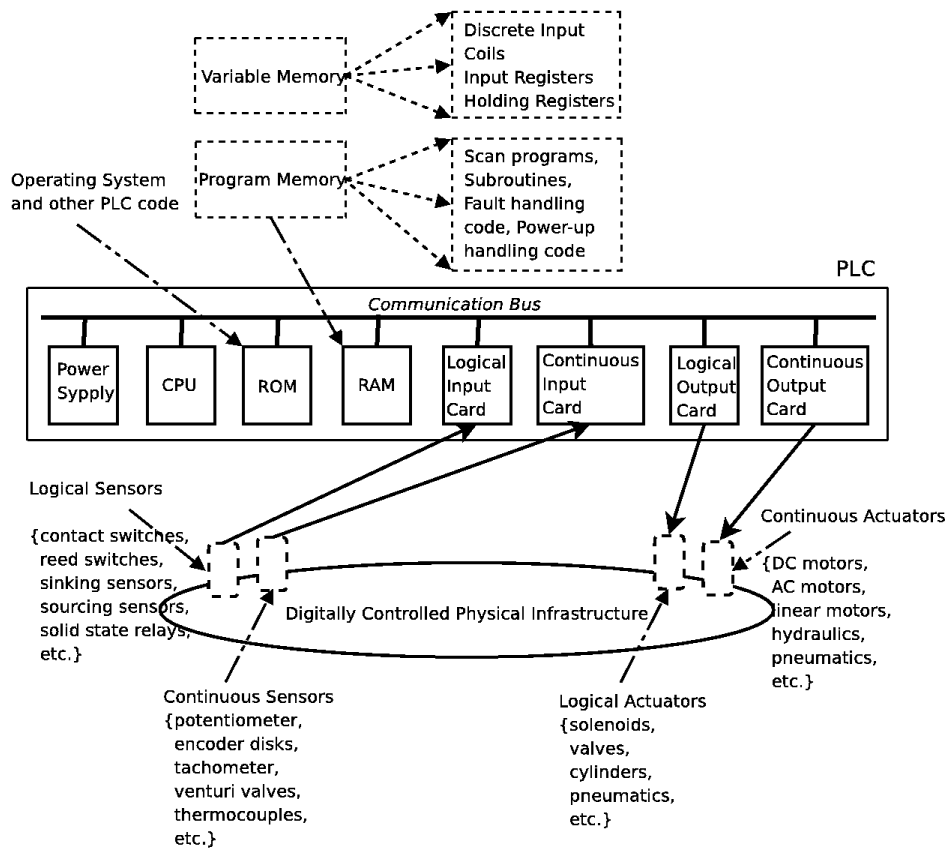 Variable Memory
Discrete Input
Coils
Input Registers
Holding Registers
Program Memory
Scan programs,
Subroutines,
Fault handling
code, Power-up
handling code
Operating System
and other PLC code
PLC
Communication Bus
Power
Sypply
CPU
ROM
RAM
Logical
Input
Card
Continuous
Input
Card
Logical
Output
Card
Continuous
Output
Card
Logical Sensors
{contact switches,
reed switches,
sinking sensors,
sourcing sensors,
solid state relays,
etc.}
Continuous Actuators
{DC motors,
AC motors,
linear motors,
hydraulics,
pneumatics,
etc.}
Digitally Controlled Physical Infrastructure
Continuous Sensors
{potentiometer,
encoder disks,
tachometer,
venturi valves,
thermocouples,
etc.}
Logical Actuators
{solenoids,
valves,
cylinders,
pneumatics,
etc.}